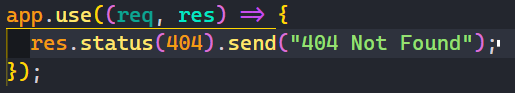 app.use((req, res) => {
  res.status(404).send("404 Not Found");
});